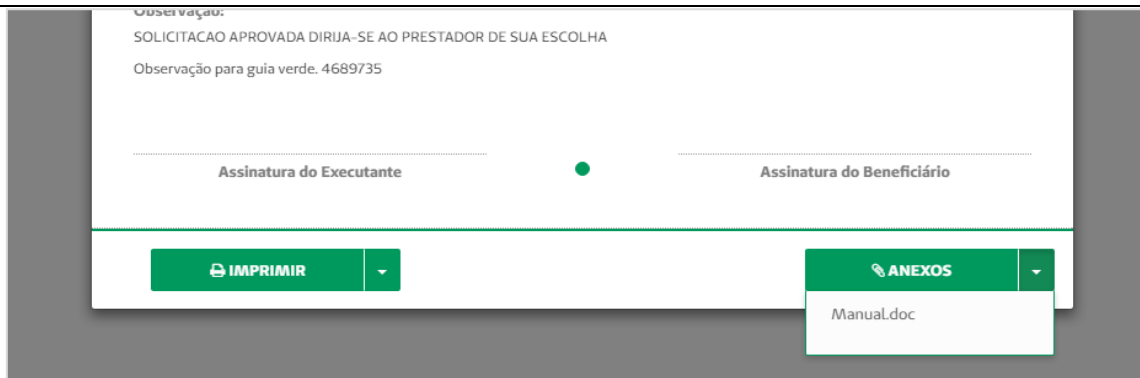 Observação:
SOLICITACAO APROVADA DIRIJA-SE AO PRESTADOR DE SUA ESCOLHA
Observação para guia verde. 4689735
Assinatura do Executante
Assinatura do Beneficiário
IMPRIMIR
ANEXOS
Manual.doc